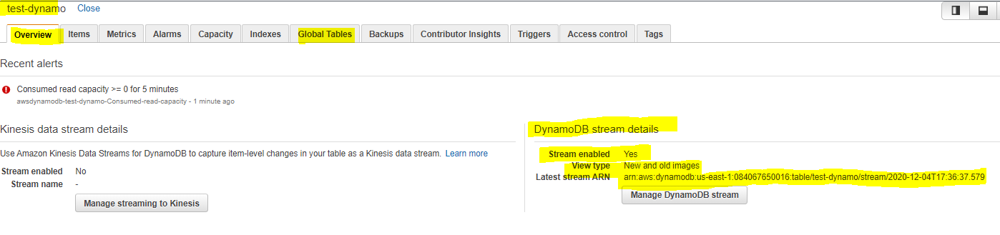 test-dynamo Close
Overview Items Metrics Alarms Capacity Indexes Global Tables Backups Contributor Insights Triggers Access control Tags
Recent alerts
Consumed read capacity >= 0 for 5 minutes
awsdynamodb-test-dynamo-Consumed-read-capacity - 1 minute ago
Kinesis data stream details
Use Amazon Kinesis Data Streams for DynamoDB to capture item-level changes in your table as a Kinesis data stream. Learn more
Stream enabled No
Stream name -
Manage streaming to Kinesis
DynamoDB stream details
Stream enabled Yes
View type New and old images
Latest stream ARN arn:aws:dynamodb:us-east-1:084067650016:table/test-dynamo/stream/2020-12-04T17:36:37.579
Manage DynamoDB stream